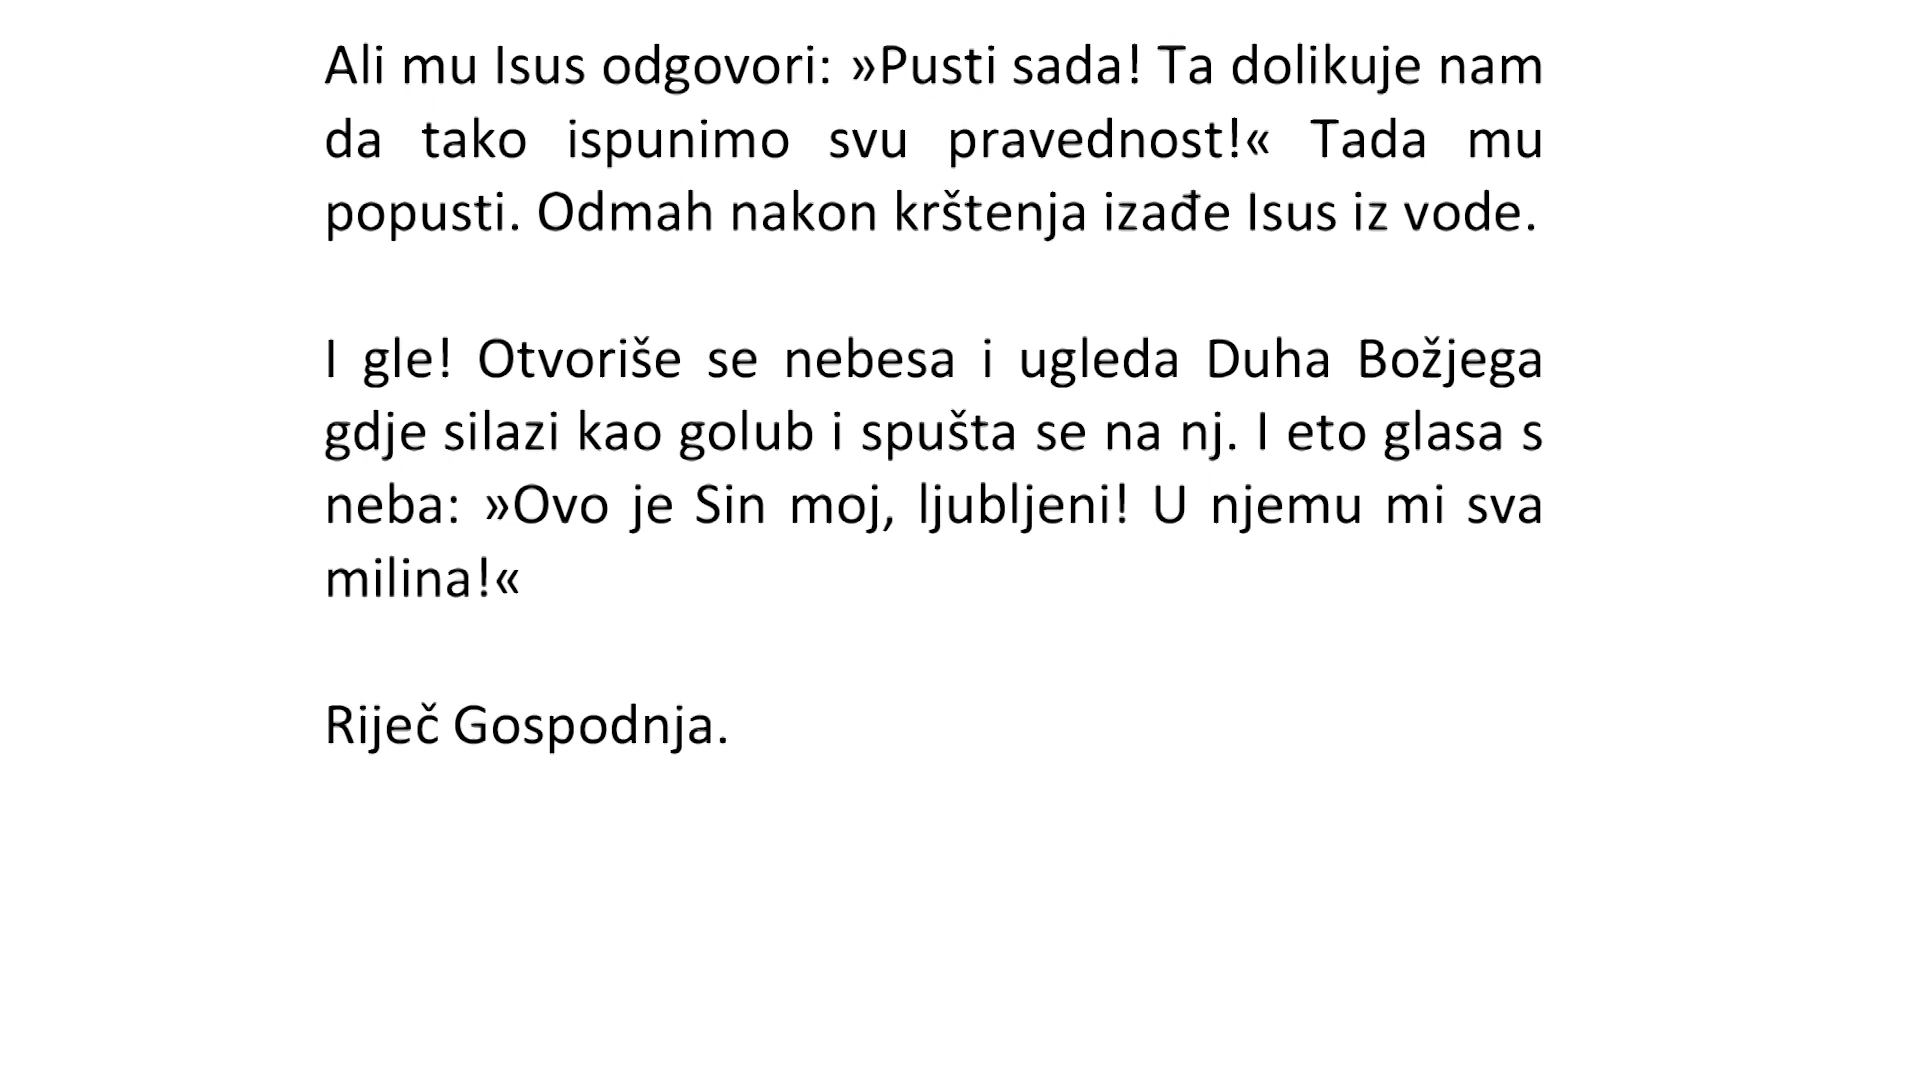 Ali mu Isus odgovori: »Pusti sada! Ta dolikuje nam
da tako ispunimo svu pravednost!« Tada mu
popusti. Odmah nakon krštenja izađe Isus iz vode.
I gle! Otvoriše se nebesa i ugleda Duha Božjega
gdje silazi kao golub i spušta se na nj. I eto glasa s
neba: »Ovo je Sin moj, ljubljeni! U njemu mi sva
milina!«
Riječ Gospodnja.